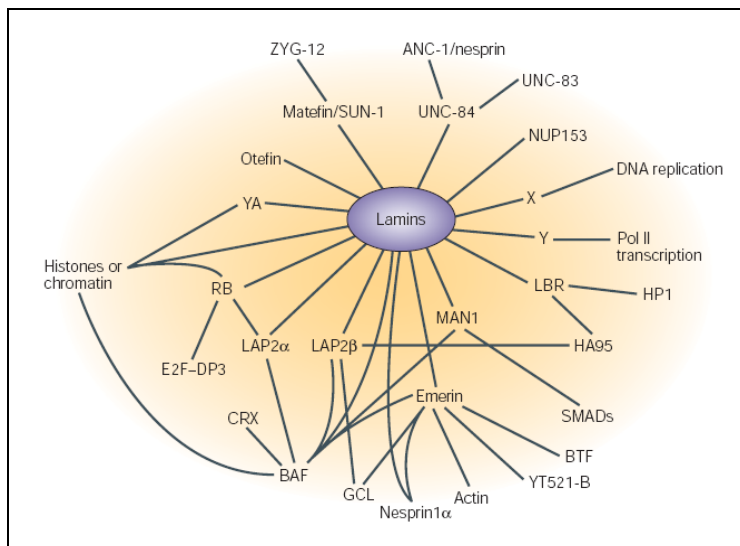 ZYG-12
ANC-1/nesprin
UNC-83
Matefin/SUN-1
UNC-84
NUP153
Otefin
DNA replication
YA
X
Lamins
Y
Pol II
transcription
Histones or
chromatin
RB
LBR
HP1
MAN1
LAP2α
LAP2β
HA95
E2F–DP3
Emerin
SMADs
CRX
BTF
BAF
YT521-B
GCL
Actin
Nesprin1α